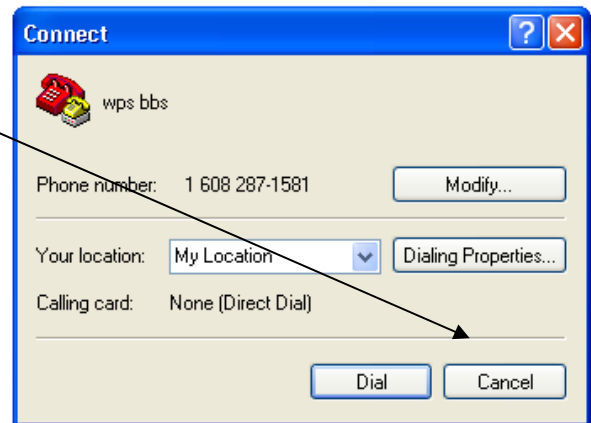 Connect
wps bbs
Phone number: 1 608 287-1581 Modify...
Your location: My Location Dialing Properties...
Calling card: None (Direct Dial)
Dial Cancel